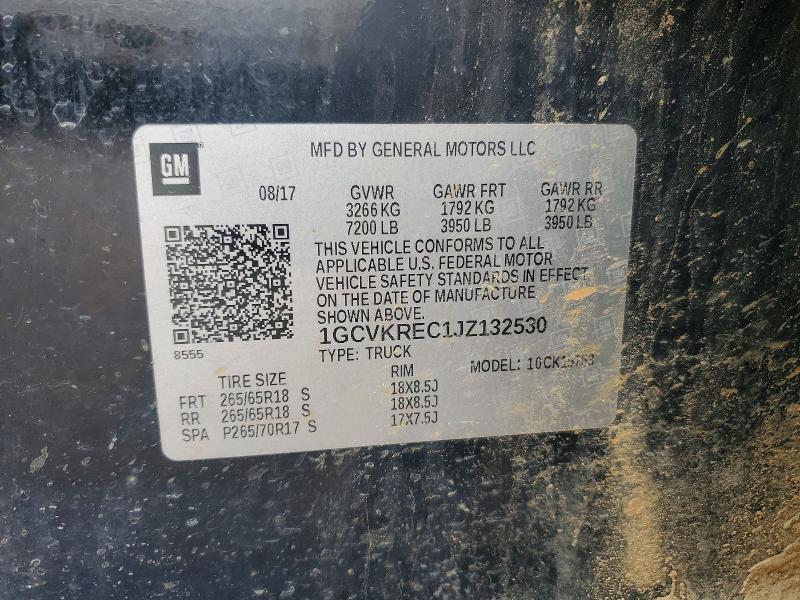 GM
MFD BY GENERAL MOTORS LLC
08/17 GVWR GAWR FRT GAWR RR
3266 KG 1792 KG 1792 KG
7200 LB 3950 LB 3950 LB
THIS VEHICLE CONFORMS TO ALL
APPLICABLE U.S. FEDERAL MOTOR
VEHICLE SAFETY STANDARDS IN EFFECT
ON THE DATE OF MANUFACTURE
SHOWN ABOVE.
1GCVKREC1JZ132530
8555
TYPE: TRUCK
MODEL:
TIRE SIZE RIM
FRT 265/65R18 S 18X8.5J
RR 265/65R18 S 18X8.5J
SPA P265/70R17 S 17X7.5J